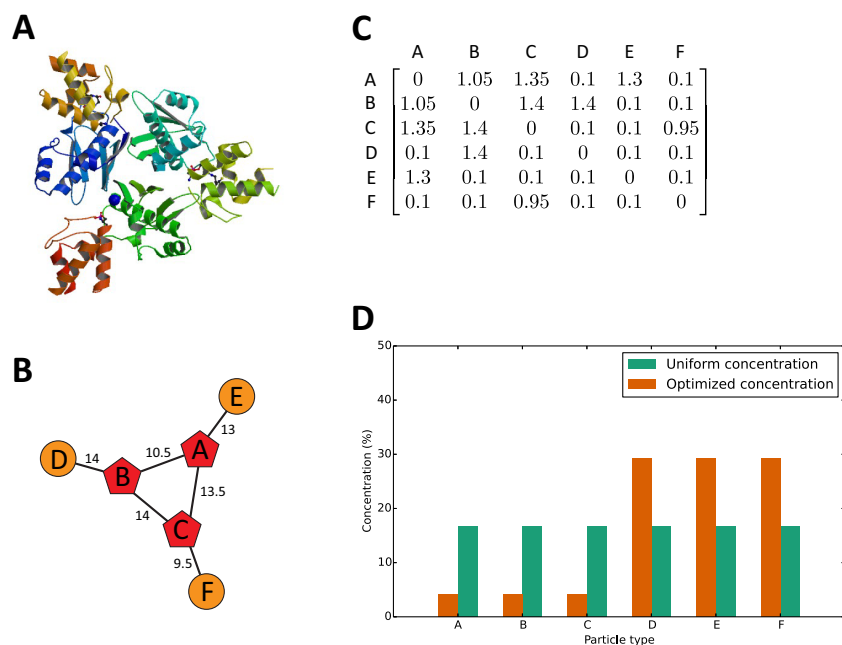 A
B
E
13
D
14
10.5
A
B
13.5
14
C
9.5
F
C
A B C D E F
A 0 1.05 1.35 0.1 1.3 0.1
B 1.05 0 1.4 1.4 0.1 0.1
C 1.35 1.4 0 0.1 0.1 0.95
D 0.1 1.4 0.1 0 0.1 0.1
E 1.3 0.1 0.1 0.1 0 0.1
F 0.1 0.1 0.95 0.1 0.1 0
D
50
40
30
20
10
0
Concentration (%)
Uniform concentration
Optimized concentration
A B C D E F
Particle type